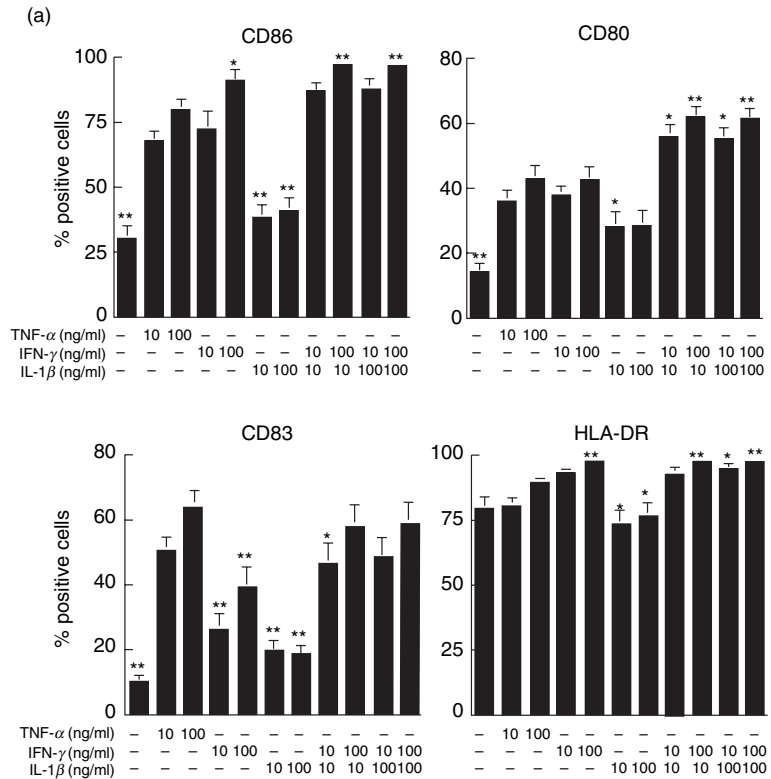 (a)
CD86
CD80
% positive cells
100
75
50
25
0
80
60
40
20
0
** * ** ** ** **
** * * ** * **
TNF-α (ng/ml) – 10 100 – – – – – – – –
IFN-γ (ng/ml) – – – 10 100 – – 10 100 10 100
IL-1β (ng/ml) – – – – – 10 100 10 10 100 100
– 10 100 – – – – – – – –
– – – 10 100 – – 10 100 10 100
– – – – – 10 100 10 10 100 100
CD83
HLA-DR
% positive cells
80
60
40
20
0
100
75
50
25
0
** ** ** ** ** *
** * * ** * **
TNF-α (ng/ml) – 10 100 – – – – – – – –
IFN-γ (ng/ml) – – – 10 100 – – 10 100 10 100
IL-1β (ng/ml) – – – – – 10 100 10 10 100 100
– 10 100 – – – – – – – –
– – – 10 100 – – 10 100 10 100
– – – – – 10 100 10 10 100 100